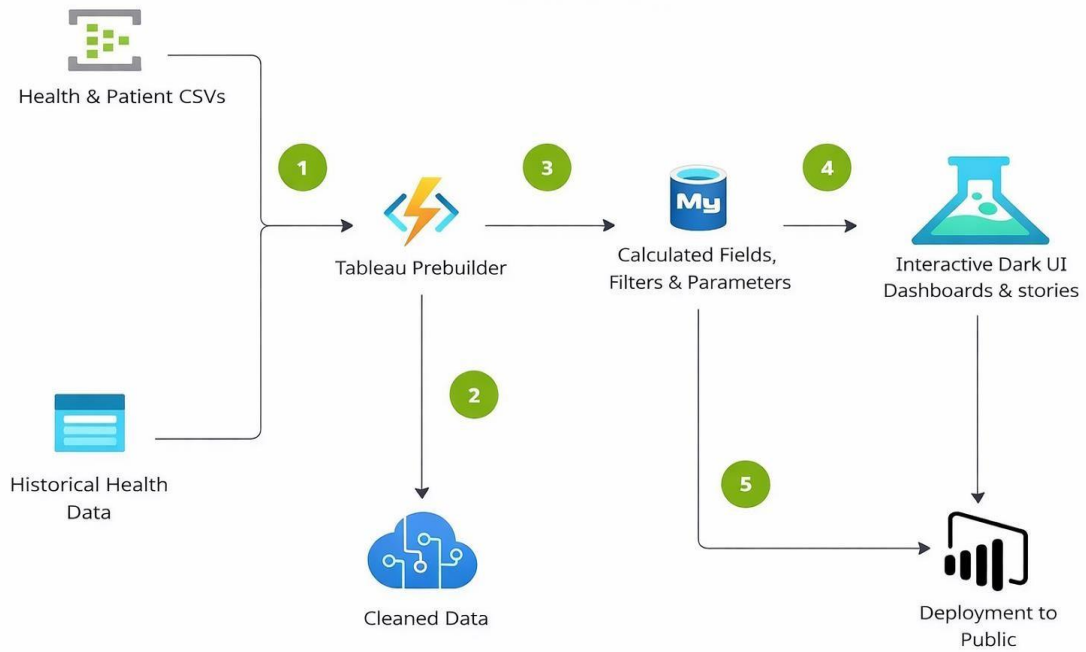 Health & Patient CSVs
1
3
4
My
Tableau Prebuilder
Calculated Fields,
Filters & Parameters
Interactive Dark UI
Dashboards & stories
2
Historical Health
Data
5
Cleaned Data
Deployment to
Public